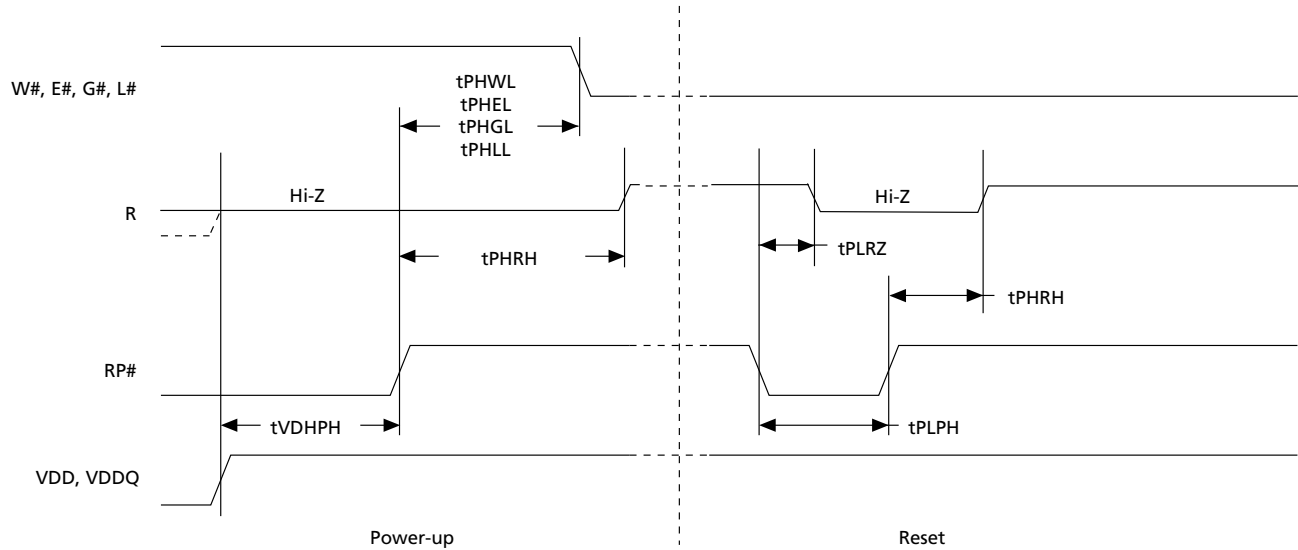 W#, E#, G#, L#
tPHWL
tPHEL
tPHGL
tPHLL
R
Hi-Z
Hi-Z
tPLRZ
tPHRH
tPHRH
RP#
tVDHPH
tPLPH
VDD, VDDQ
Power-up
Reset